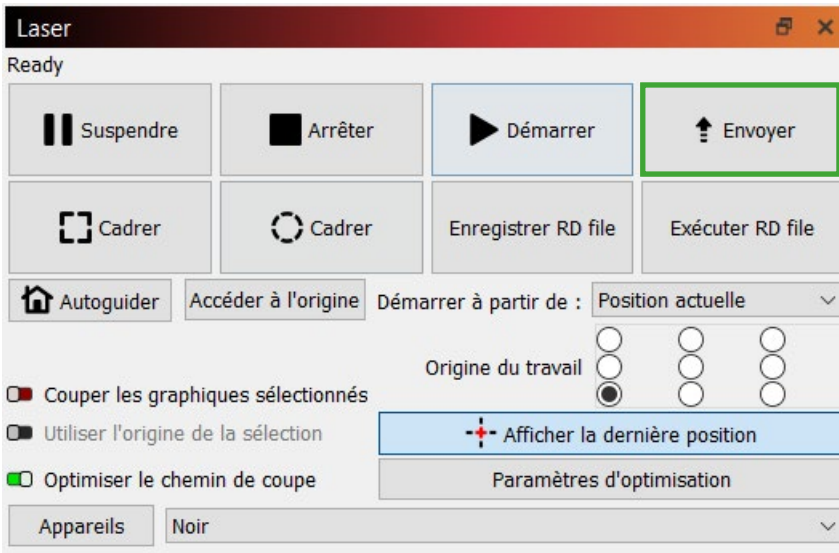 Laser
Ready
Suspendre Arrêter Démarrer Envoyer
Cadrer Cadrer Enregistrer RD file Exécuter RD file
Autoguider Accéder à l'origine Démarrer à partir de : Position actuelle
Origine du travail
Couper les graphiques sélectionnés
Utiliser l'origine de la sélection Afficher la dernière position
Optimiser le chemin de coupe Paramètres d'optimisation
Appareils Noir